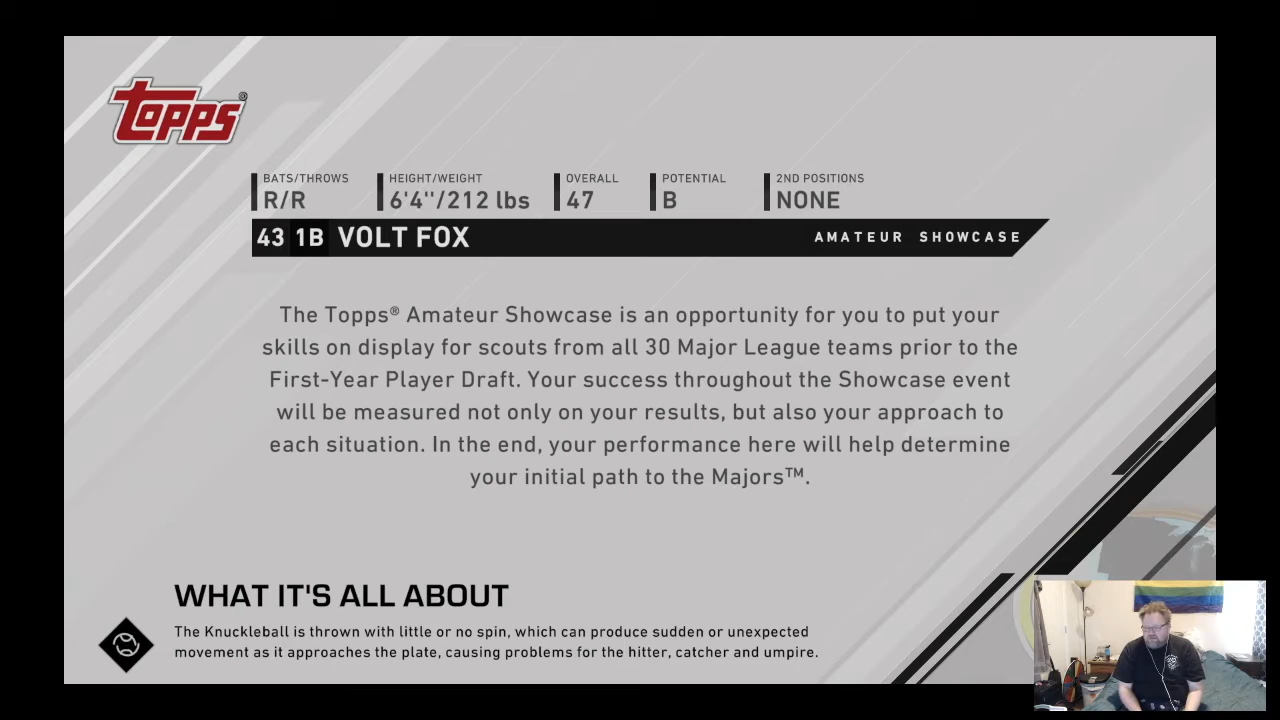 TOPPS®
BATS/THROWS
R/R
HEIGHT/WEIGHT
6'4''/212 lbs
OVERALL
47
POTENTIAL
B
2ND POSITIONS
NONE
43 1B VOLT FOX
AMATEUR SHOWCASE
The Topps® Amateur Showcase is an opportunity for you to put your
skills on display for scouts from all 30 Major League teams prior to the
First-Year Player Draft. Your success throughout the Showcase event
will be measured not only on your results, but also your approach to
each situation. In the end, your performance here will help determine
your initial path to the Majors™.
WHAT IT'S ALL ABOUT
The Knuckleball is thrown with little or no spin, which can produce sudden or unexpected
movement as it approaches the plate, causing problems for the hitter, catcher and umpire.